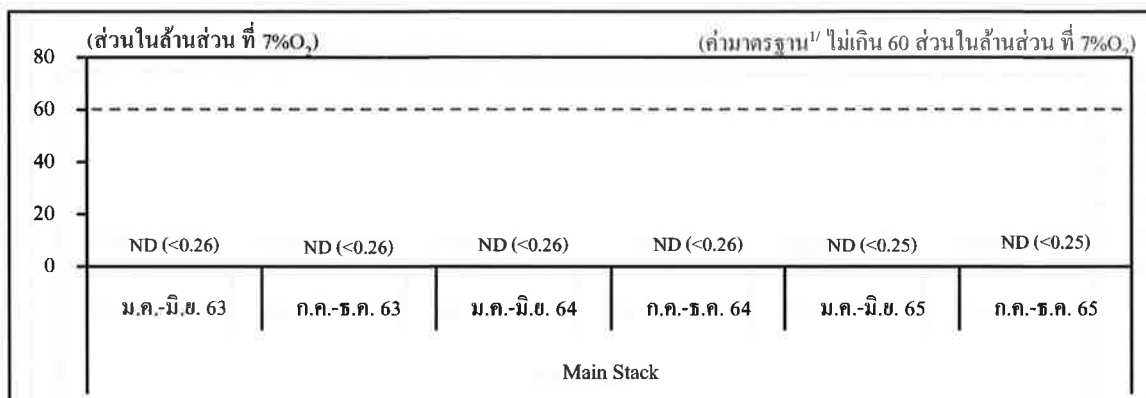 (ส่วนในล้านส่วน ที่ 7%O₂) (ค่ามาตรฐาน¹/ ไม่เกิน 60 ส่วนในล้านส่วน ที่ 7%O₂)
80
60
40
20
0
ND (<0.26) ND (<0.26) ND (<0.26) ND (<0.26) ND (<0.25) ND (<0.25)
ม.ค.-มิ.ย. 63 ก.ค.-ธ.ค. 63 ม.ค.-มิ.ย. 64 ก.ค.-ธ.ค. 64 ม.ค.-มิ.ย. 65 ก.ค.-ธ.ค. 65
Main Stack